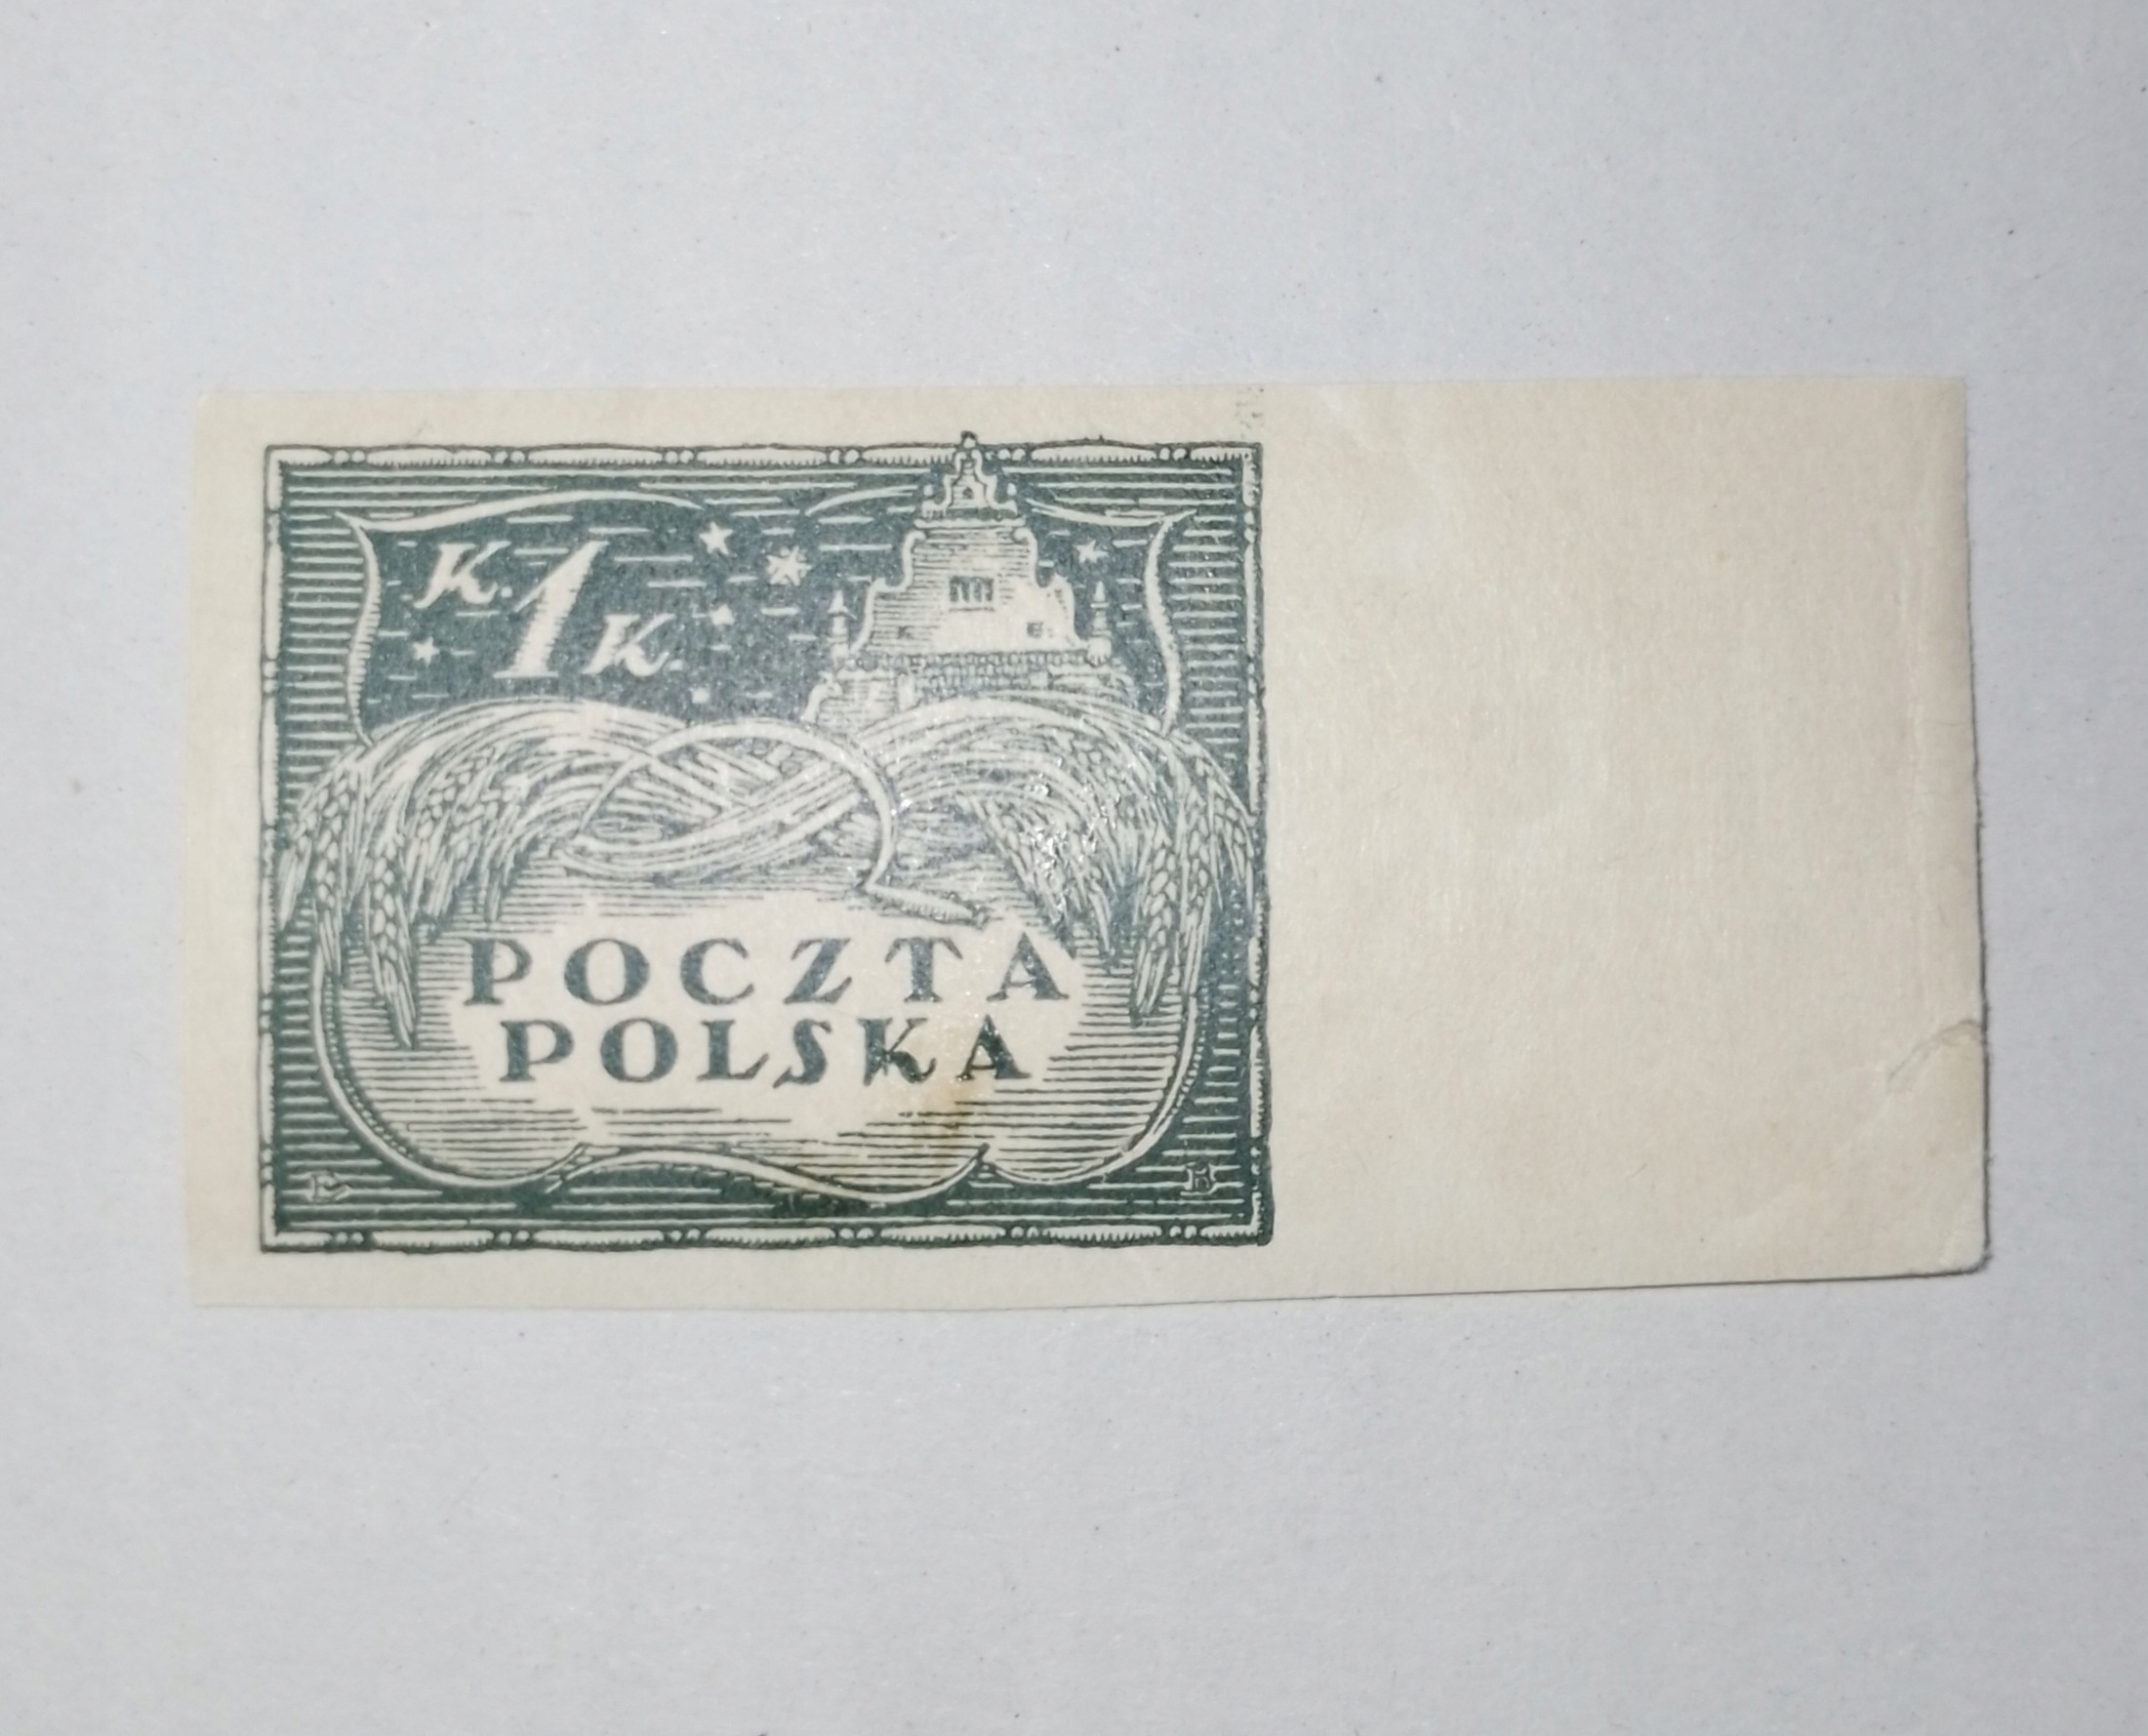 K. 1 K.
POCZTA
POLSKA
E B